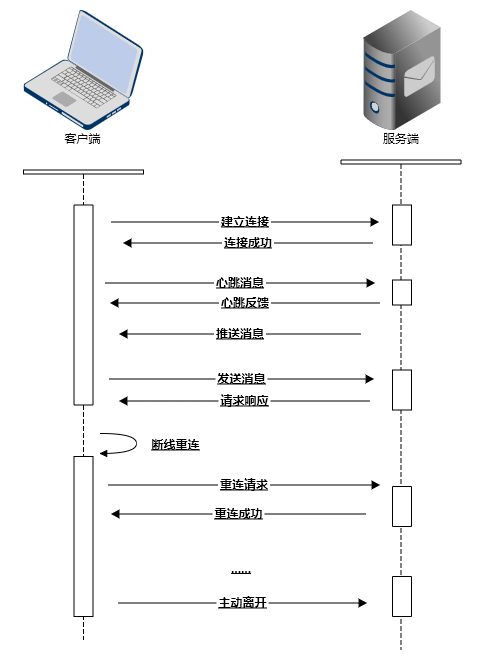 客户端
服务端
建立连接
连接成功
心跳消息
心跳反馈
推送消息
发送消息
请求响应
断线重连
重连请求
重连成功
......
主动离开